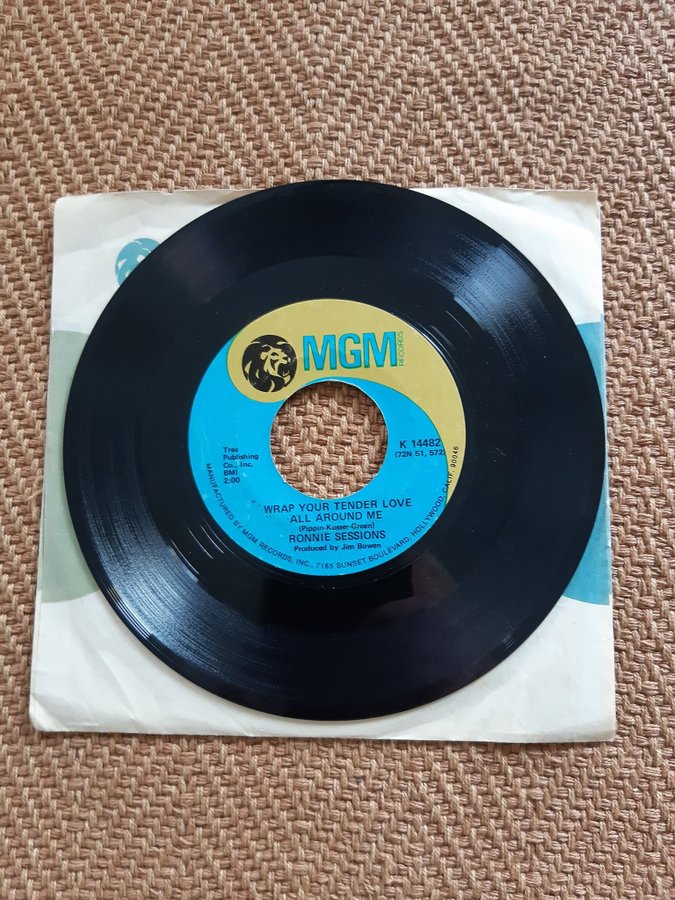 MGM
RECORDS
K 14482
(72N 51, 572)
Tree
Publishing
Co., Inc.
BMI
2:00
WRAP YOUR TENDER LOVE
ALL AROUND ME
(Pippin-Kosser-Green)
RONNIE SESSIONS
Produced by Jim Bowen
MANUFACTURED BY MGM RECORDS, INC., 7165 SUNSET BOULEVARD, HOLLYWOOD, CALIF. 90046